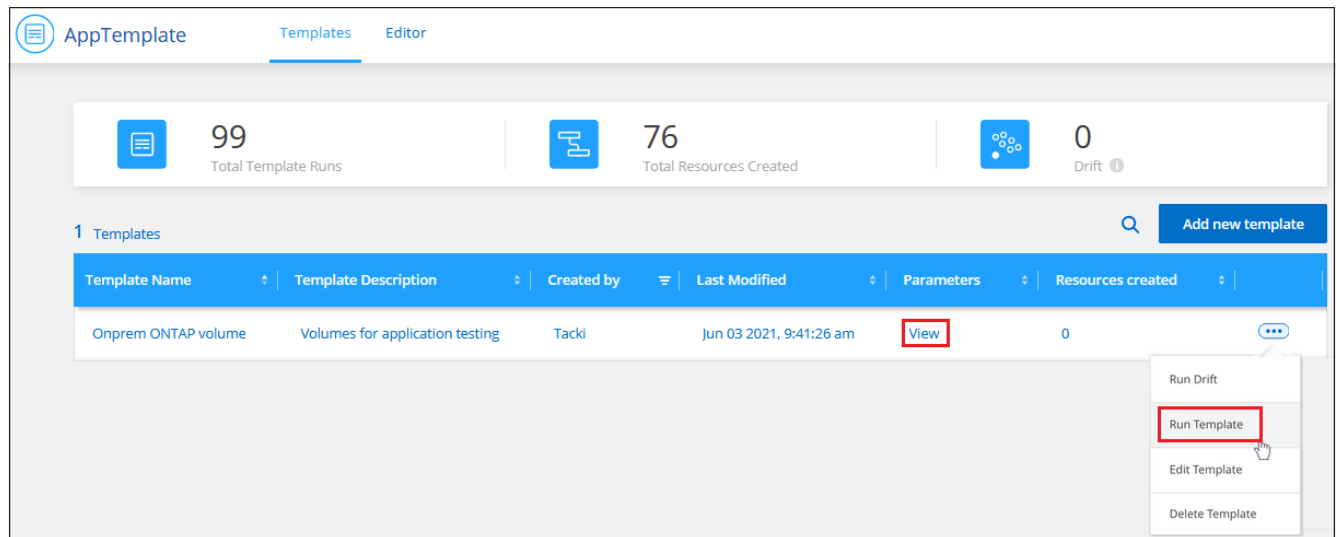 AppTemplate Templates Editor
99 76 0
Total Template Runs Total Resources Created Drift
1 Templates Add new template
Template Name Template Description Created by Last Modified Parameters Resources created
Onprem ONTAP volume Volumes for application testing Tacki Jun 03 2021, 9:41:26 am View 0
Run Drift
Run Template
Edit Template
Delete Template